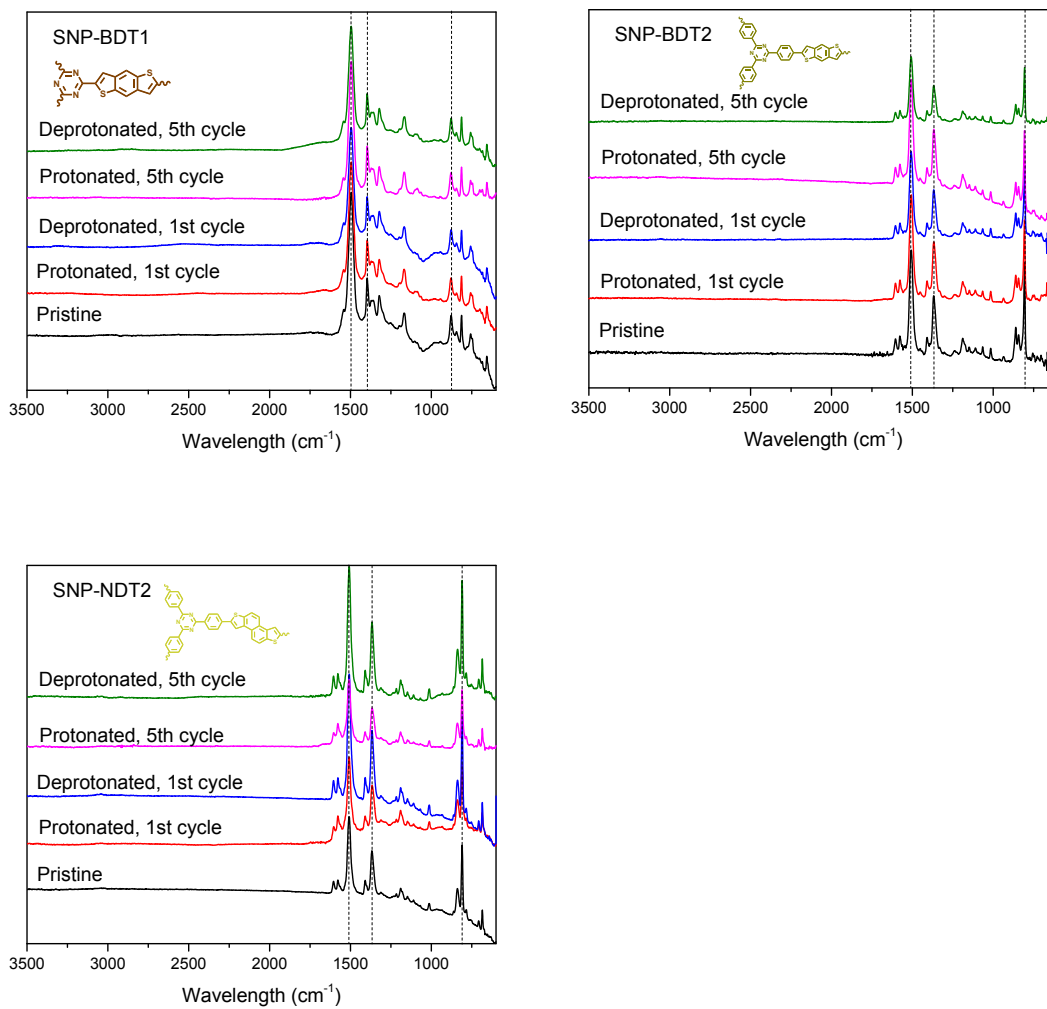 SNP-BDT1
N
N
N
S
S
Deprotonated, 5th cycle
Protonated, 5th cycle
Deprotonated, 1st cycle
Protonated, 1st cycle
Pristine
3500 3000 2500 2000 1500 1000
Wavelength (cm⁻¹)
SNP-BDT2
N
N
N
S
S
Deprotonated, 5th cycle
Protonated, 5th cycle
Deprotonated, 1st cycle
Protonated, 1st cycle
Pristine
3500 3000 2500 2000 1500 1000
Wavelength (cm⁻¹)
SNP-NDT2
N
N
N
S
S
Deprotonated, 5th cycle
Protonated, 5th cycle
Deprotonated, 1st cycle
Protonated, 1st cycle
Pristine
3500 3000 2500 2000 1500 1000
Wavelength (cm⁻¹)